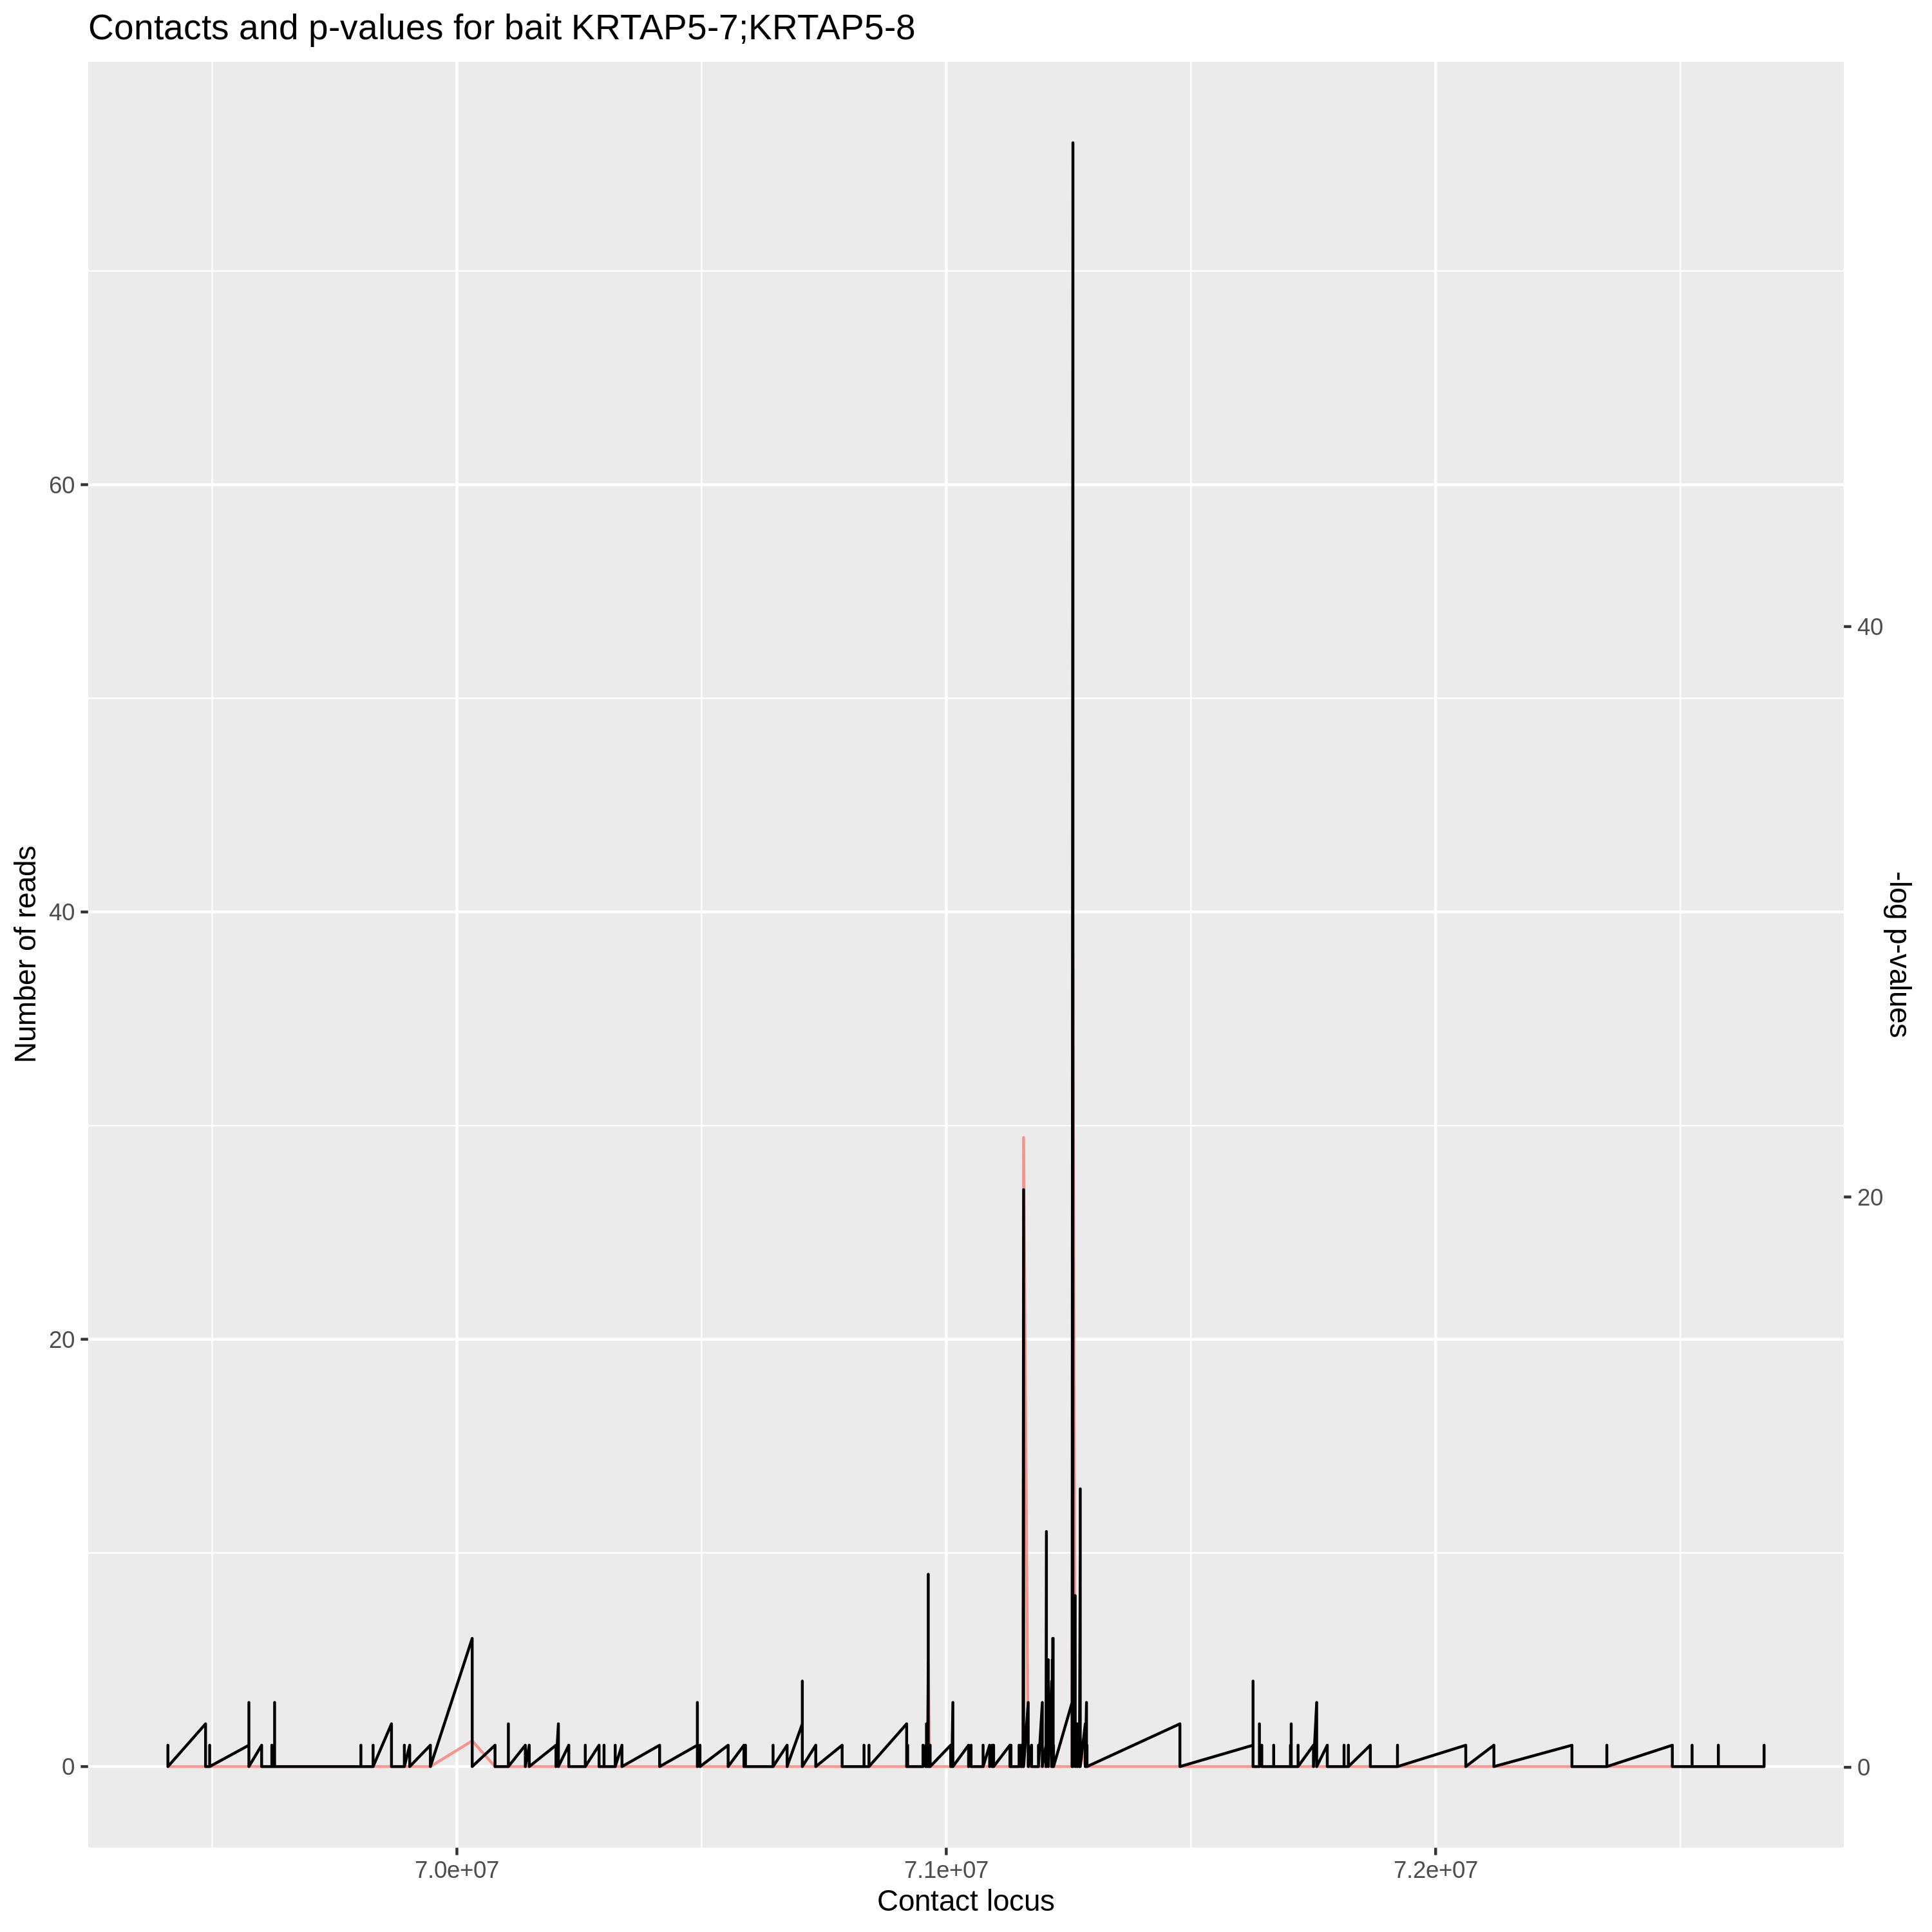 Contacts and p-values for bait KRTAP5-7;KRTAP5-8
60
40
20
0
Number of reads
40
20
0
-log p-values
7.0e+07 7.1e+07 7.2e+07
Contact locus